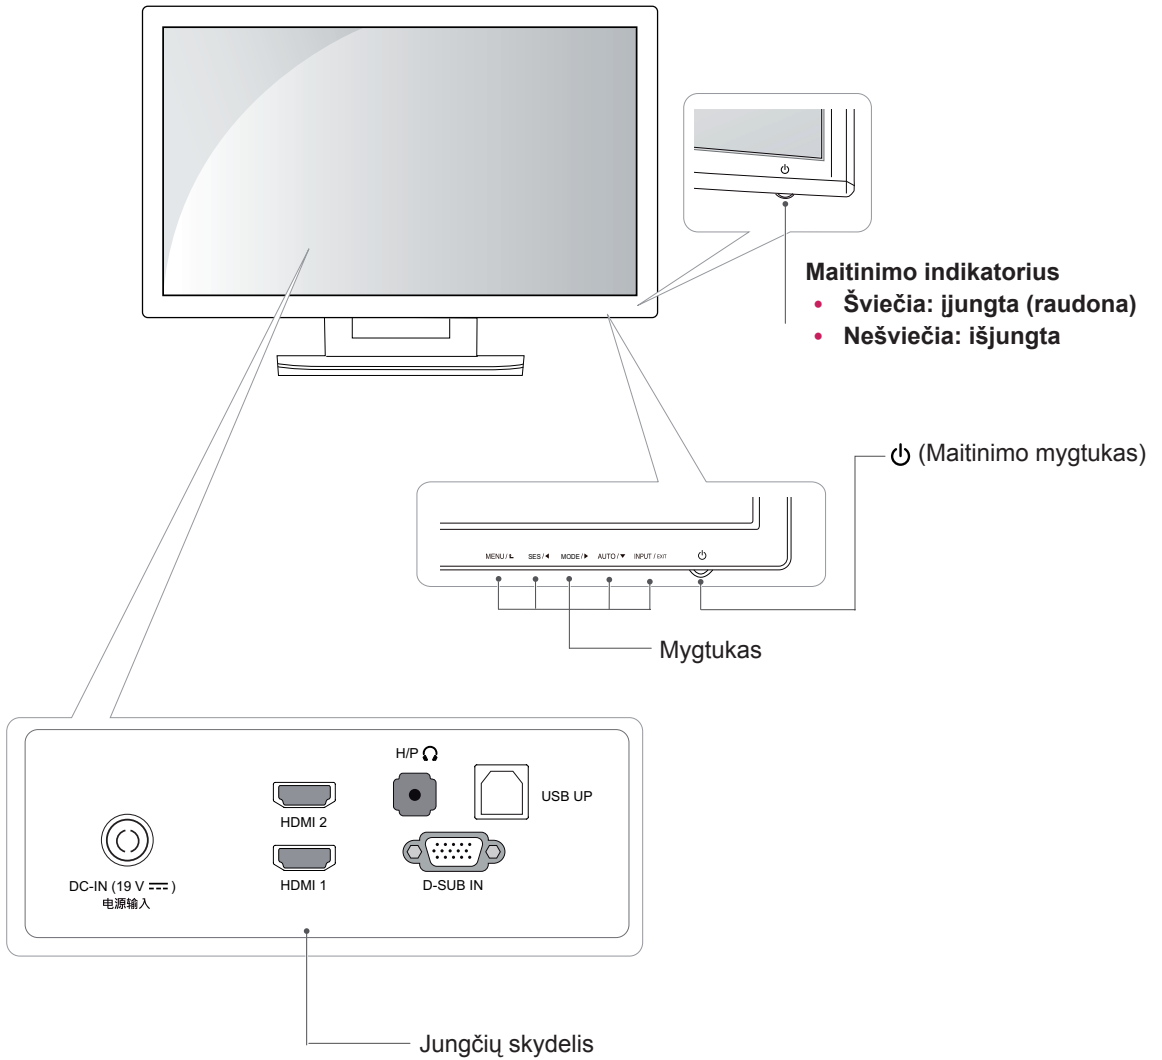 Maitinimo indikatorius
• Šviečia: įjungta (raudona)
• Nešviečia: išjungta
⏻ (Maitinimo mygtukas)
MENU / SES / ◄ MODE / ► AUTO / ▼ INPUT / EXIT
Mygtukas
H/P
USB UP
HDMI 2
HDMI 1
D-SUB IN
DC-IN (19 V ⎓)
电源输入
Jungčių skydelis